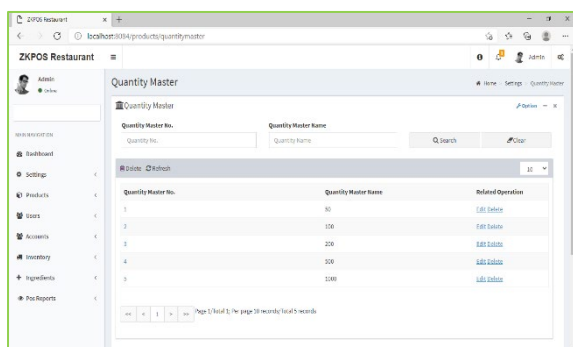 ZKPOS Restaurant
localhost:8084/products/quantitymaster
ZKPOS Restaurant
Admin
Admin
Online
Quantity Master
Home Settings Quantity Master
Quantity Master
Option
Quantity Master No.
Quantity Master Name
Quantity No.
Quantity Name
Search
Clear
MAIN NAVIGATION
Dashboard
Settings
Products
Users
Accounts
Inventory
Ingredients
Pos Reports
Delete Refresh
10
Quantity Master No. Quantity Master Name Related Operation
1 50 Edit Delete
2 100 Edit Delete
3 200 Edit Delete
4 Edit Delete
5 1000 Edit Delete
<< < 1 > >> Page 1/Total 1; Per page 10 records/Total 5 records